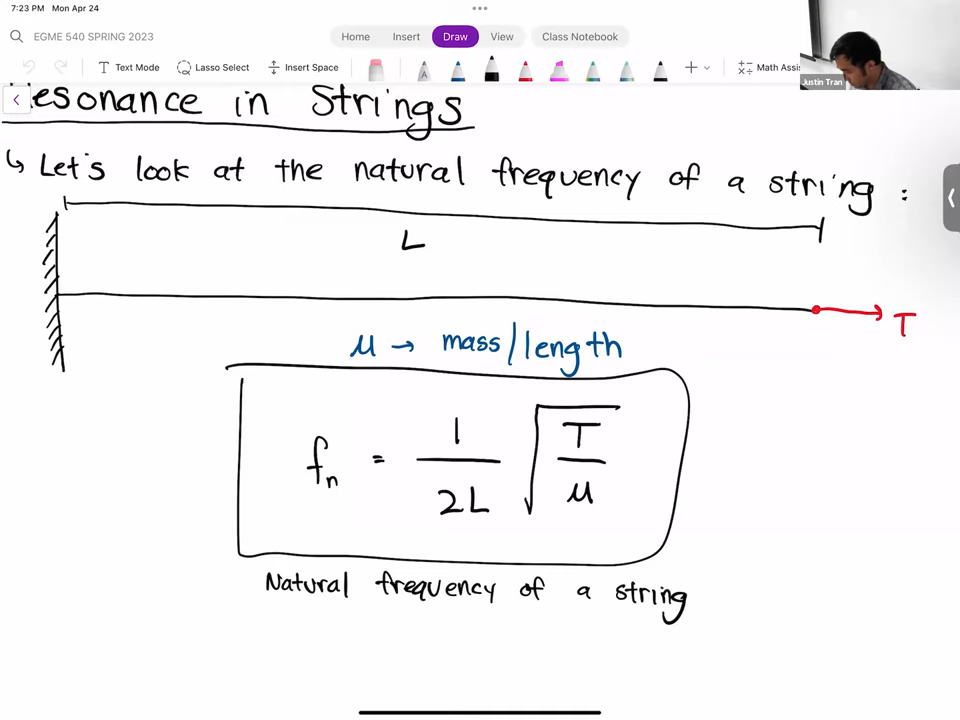 7:23 PM Mon Apr 24
EGME 540 SPRING 2023
Home Insert Draw View Class Notebook
Text Mode Lasso Select Insert Space Math Assis
Justin Tran
esonance in Strings
↳ Let's look at the natural frequency of a string :
L
T
μ → mass/length
fn = 1/2L √T/μ
Natural frequency of a string